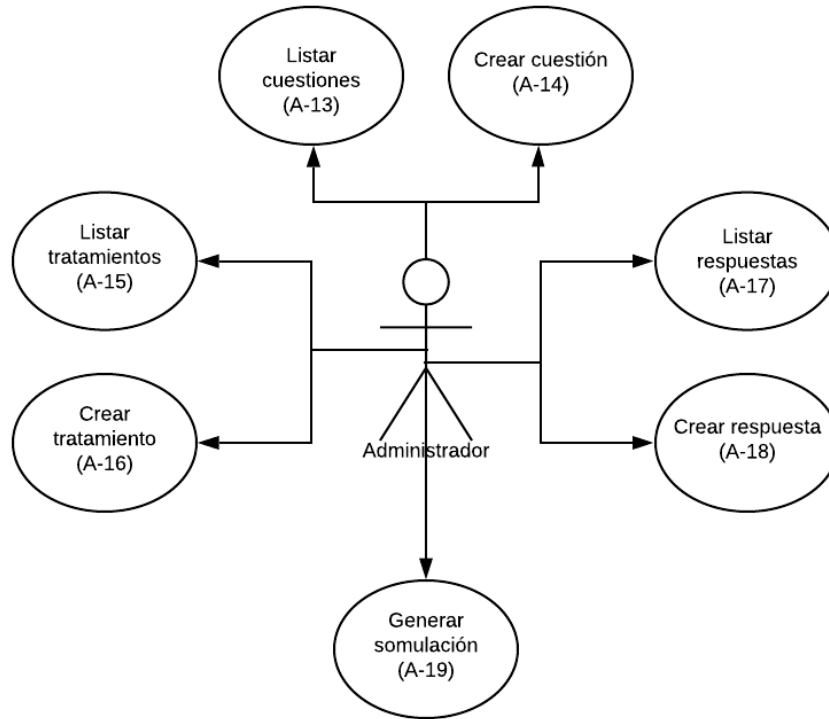 Listar
cuestiones
(A-13)
Crear cuestión
(A-14)
Listar
tratamientos
(A-15)
Listar
respuestas
(A-17)
Crear
tratamiento
(A-16)
Crear respuesta
(A-18)
Administrador
Generar
somulación
(A-19)